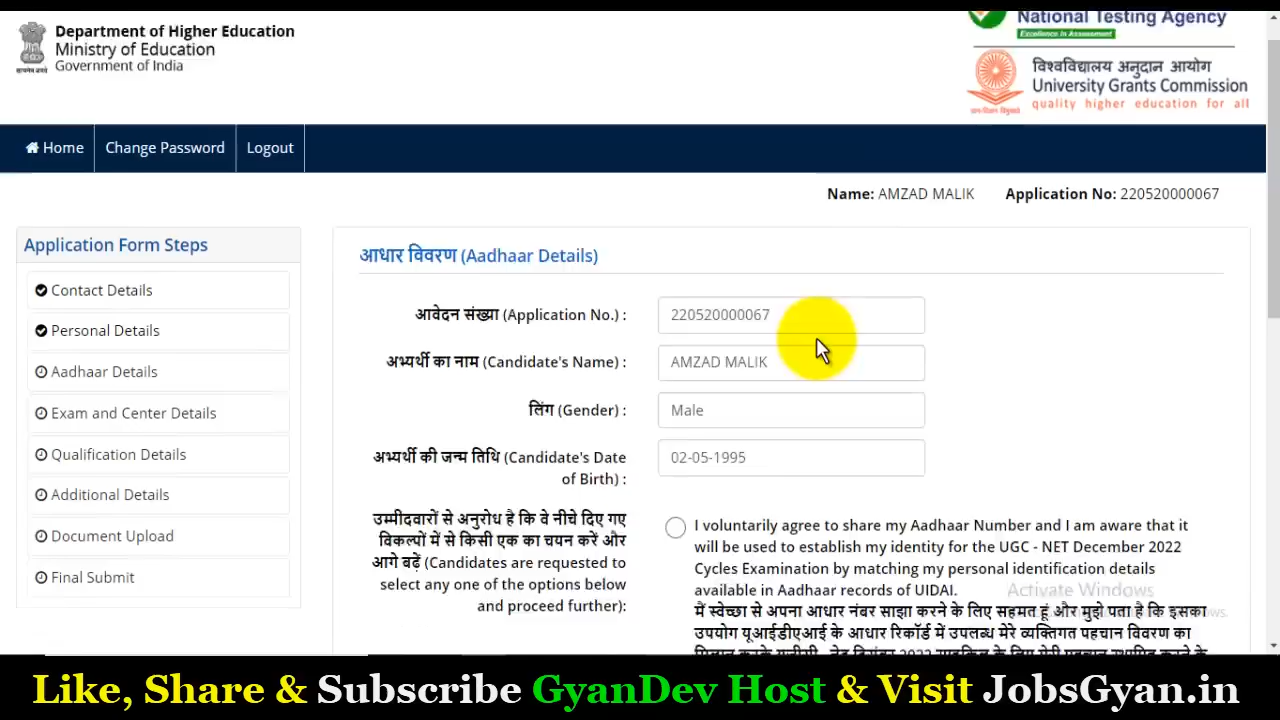 Department of Higher Education
Ministry of Education
Government of India
सत्यमेव जयते
National Testing Agency
Excellence in Assessment
विश्वविद्यालय अनुदान आयोग
University Grants Commission
quality higher education for all
Home
Change Password
Logout
Name: AMZAD MALIK
Application No: 220520000067
Application Form Steps
Contact Details
Personal Details
Aadhaar Details
Exam and Center Details
Qualification Details
Additional Details
Document Upload
Final Submit
आधार विवरण (Aadhaar Details)
आवेदन संख्या (Application No.) :
220520000067
अभ्यर्थी का नाम (Candidate's Name) :
AMZAD MALIK
लिंग (Gender) :
Male
अभ्यर्थी की जन्म तिथि (Candidate's Date
of Birth) :
02-05-1995
उम्मीदवारों से अनुरोध है कि वे नीचे दिए गए
विकल्पों में से किसी एक का चयन करें और
आगे बढ़ें (Candidates are requested to
select any one of the options below
and proceed further):
I voluntarily agree to share my Aadhaar Number and I am aware that it
will be used to establish my identity for the UGC - NET December 2022
Cycles Examination by matching my personal identification details
available in Aadhaar records of UIDAI.
मैं स्वेच्छा से अपना आधार नंबर साझा करने के लिए सहमत हूं और मुझे पता है कि इसका
उपयोग यूआईडीएआई के आधार रिकॉर्ड में उपलब्ध मेरे व्यक्तिगत पहचान विवरण का
Activate Windows
Like, Share & Subscribe GyanDev Host & Visit JobsGyan.in